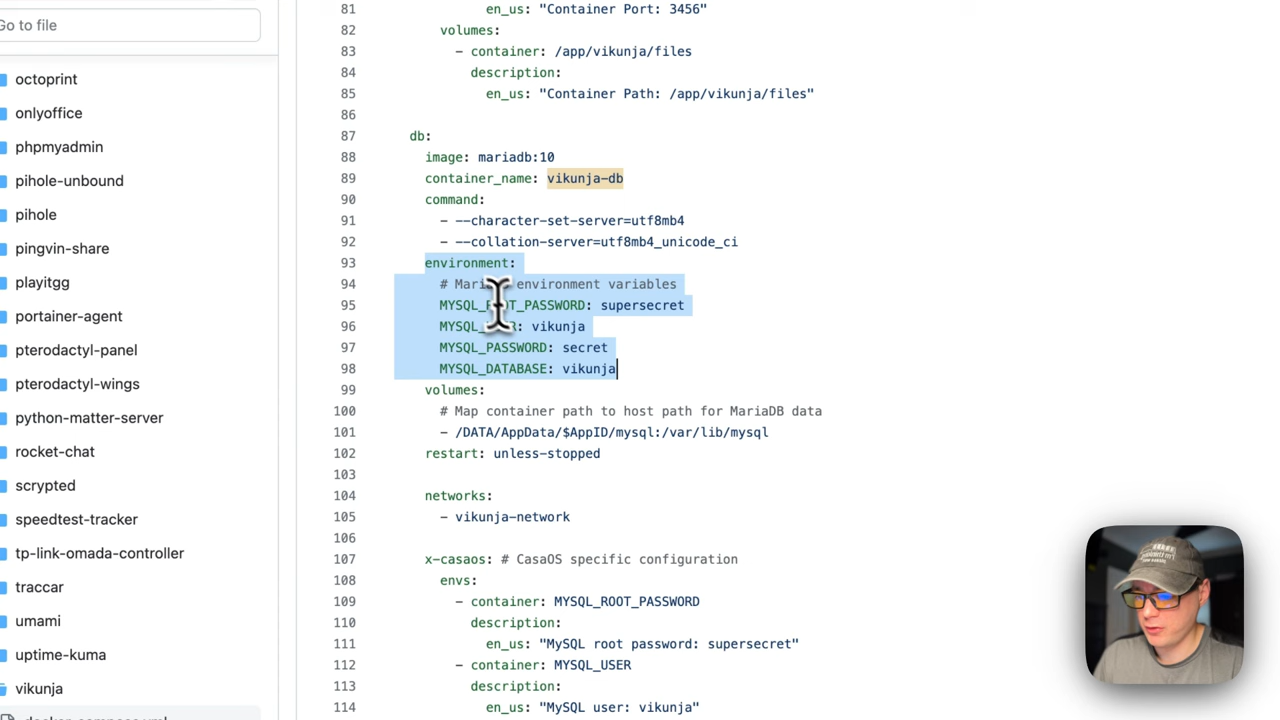 Go to file
octoprint
onlyoffice
phpmyadmin
pihole-unbound
pihole
pingvin-share
playitgg
portainer-agent
pterodactyl-panel
pterodactyl-wings
python-matter-server
rocket-chat
scrypted
speedtest-tracker
tp-link-omada-controller
traccar
umami
uptime-kuma
vikunja
docker-compose.yml
81 en_us: "Container Port: 3456"
82 volumes:
83 - container: /app/vikunja/files
84 description:
85 en_us: "Container Path: /app/vikunja/files"
86
87 db:
88 image: mariadb:10
89 container_name: vikunja-db
90 command:
91 - --character-set-server=utf8mb4
92 - --collation-server=utf8mb4_unicode_ci
93 environment:
94 # MariaDB environment variables
95 MYSQL_ROOT_PASSWORD: supersecret
96 MYSQL_USER: vikunja
97 MYSQL_PASSWORD: secret
98 MYSQL_DATABASE: vikunja
99 volumes:
100 # Map container path to host path for MariaDB data
101 - /DATA/AppData/$AppID/mysql:/var/lib/mysql
102 restart: unless-stopped
103
104 networks:
105 - vikunja-network
106
107 x-casaos: # CasaOS specific configuration
108 envs:
109 - container: MYSQL_ROOT_PASSWORD
110 description:
111 en_us: "MySQL root password: supersecret"
112 - container: MYSQL_USER
113 description:
114 en_us: "MySQL user: vikunja"